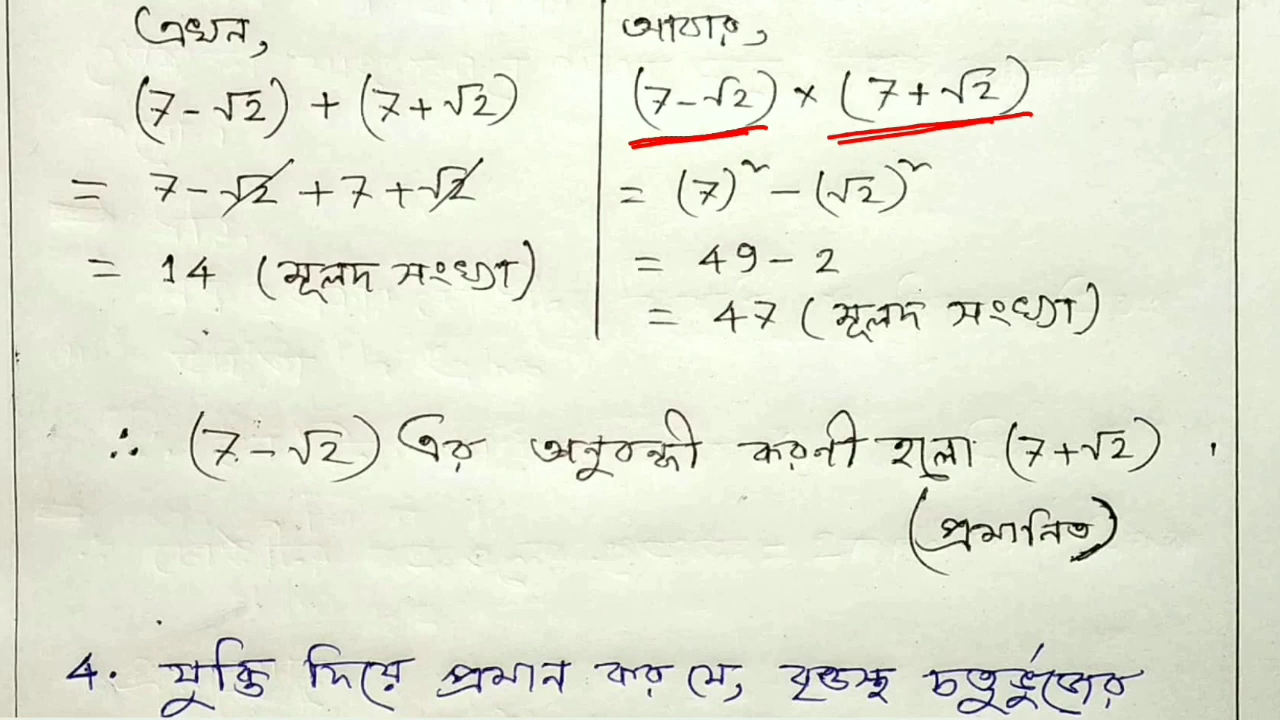 এখন,
(7-√2) + (7+√2)
= 7-√2 + 7 + √2
= 14 (মূলদ সংখ্যা)
আবার,
(7-√2) × (7+√2)
= (7)² - (√2)²
= 49 - 2
= 47 (মূলদ সংখ্যা)
∴ (7-√2) এর অনুবন্ধী করণী হলো (7+√2)
(প্রমানিত)
4. যুক্তি দিয়ে প্রমান কর যে, বৃত্তস্থ চতুর্ভুজের